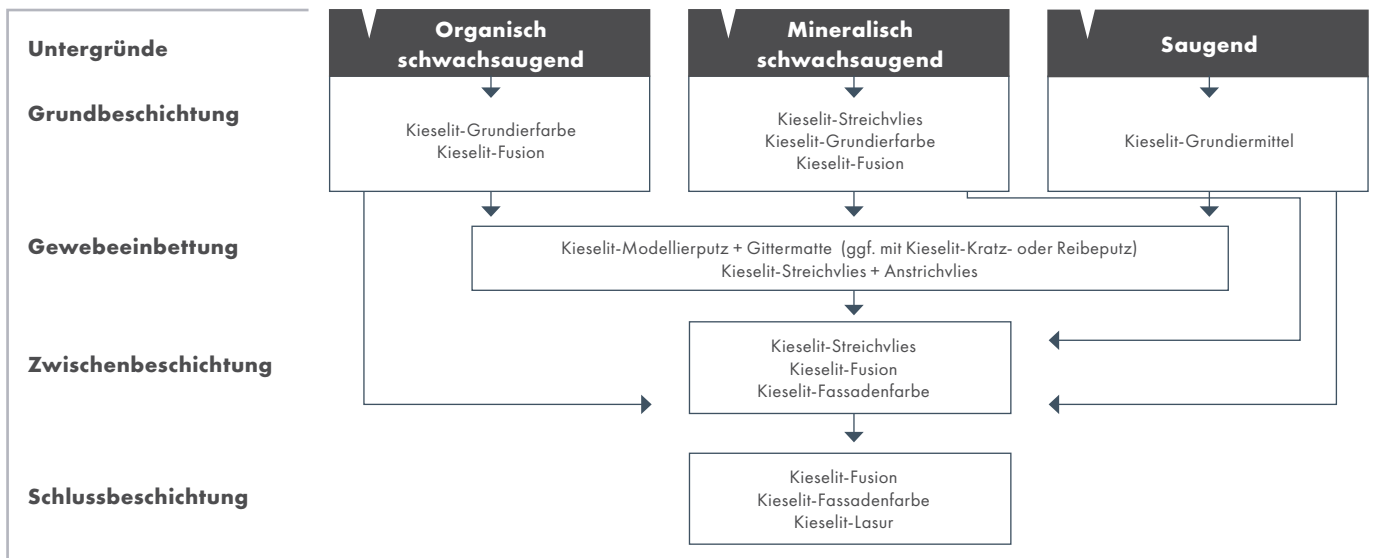 Untergründe
Organisch
schwachsaugend
Mineralisch
schwachsaugend
Saugend
Grundbeschichtung
Kieselit-Grundierfarbe
Kieselit-Fusion
Kieselit-Streichvlies
Kieselit-Grundierfarbe
Kieselit-Fusion
Kieselit-Grundiermittel
Gewebeeinbettung
Kieselit-Modellierputz + Gittermatte (ggf. mit Kieselit-Kratz- oder Reibeputz)
Kieselit-Streichvlies + Anstrichvlies
Zwischenbeschichtung
Kieselit-Streichvlies
Kieselit-Fusion
Kieselit-Fassadenfarbe
Schlussbeschichtung
Kieselit-Fusion
Kieselit-Fassadenfarbe
Kieselit-Lasur